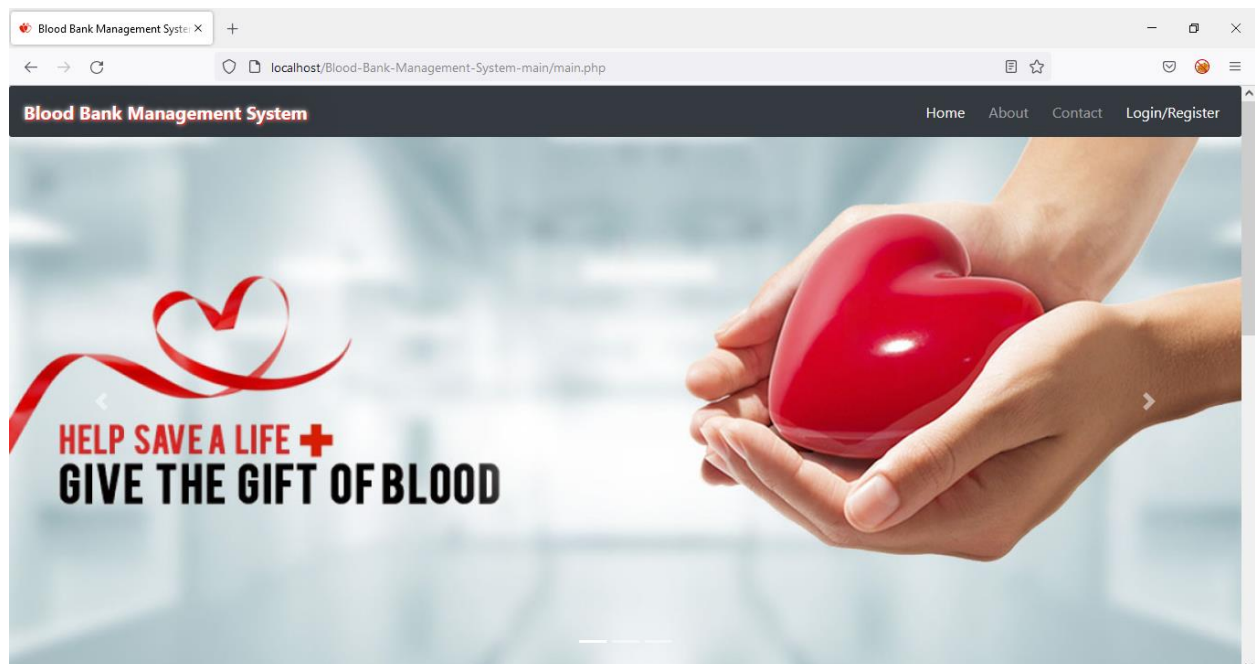 Blood Bank Management Syste
localhost/Blood-Bank-Management-System-main/main.php
Blood Bank Management System
Home About Contact Login/Register
HELP SAVE A LIFE
GIVE THE GIFT OF BLOOD